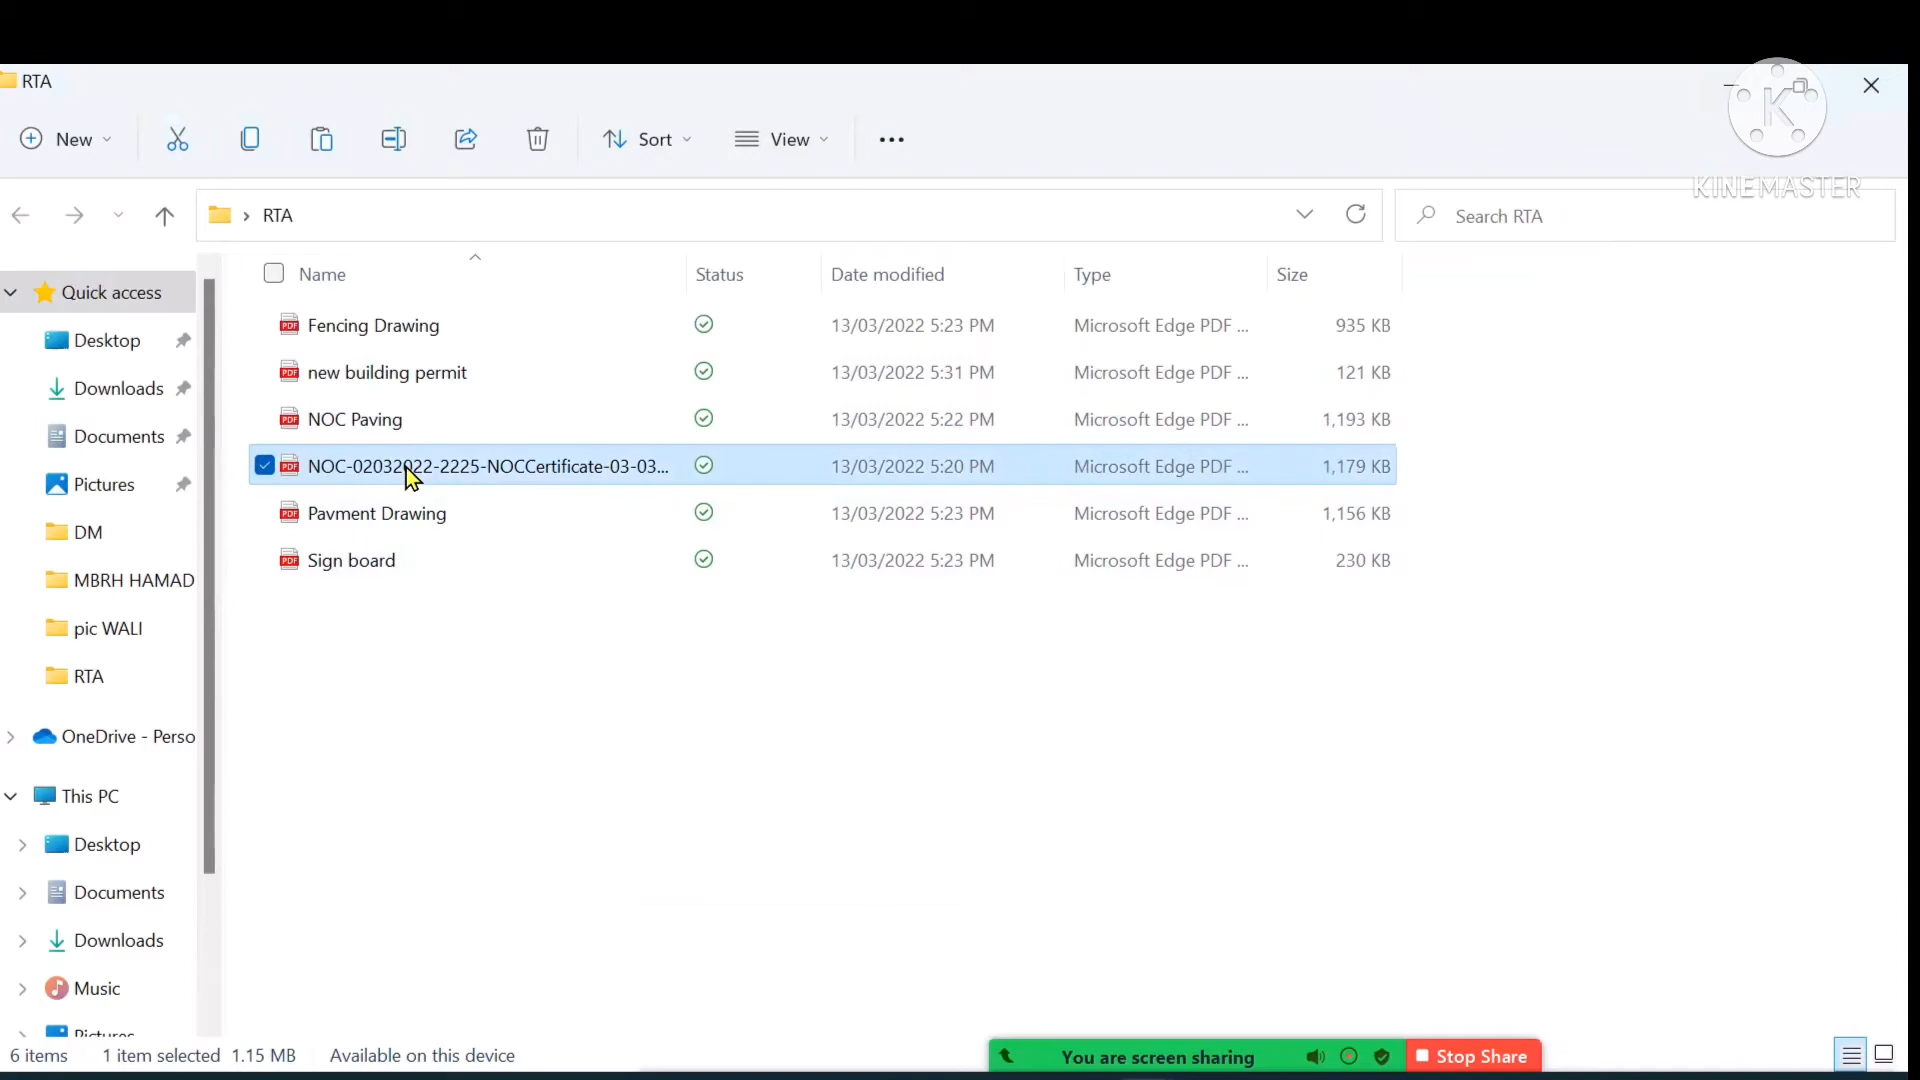 RTA
New
Sort
View
K
KINEMASTER
RTA
Search RTA
Name
Status
Date modified
Type
Size
Quick access
Desktop
Downloads
Documents
Pictures
DM
MBRH HAMAD
pic WALI
RTA
OneDrive - Perso
This PC
Desktop
Documents
Downloads
Music
Pictures
Fencing Drawing 13/03/2022 5:23 PM Microsoft Edge PDF ... 935 KB
new building permit 13/03/2022 5:31 PM Microsoft Edge PDF ... 121 KB
NOC Paving 13/03/2022 5:22 PM Microsoft Edge PDF ... 1,193 KB
NOC-02032022-2225-NOCCertificate-03-03... 13/03/2022 5:20 PM Microsoft Edge PDF ... 1,179 KB
Pavment Drawing 13/03/2022 5:23 PM Microsoft Edge PDF ... 1,156 KB
Sign board 13/03/2022 5:23 PM Microsoft Edge PDF ... 230 KB
6 items 1 item selected 1.15 MB Available on this device
You are screen sharing
Stop Share